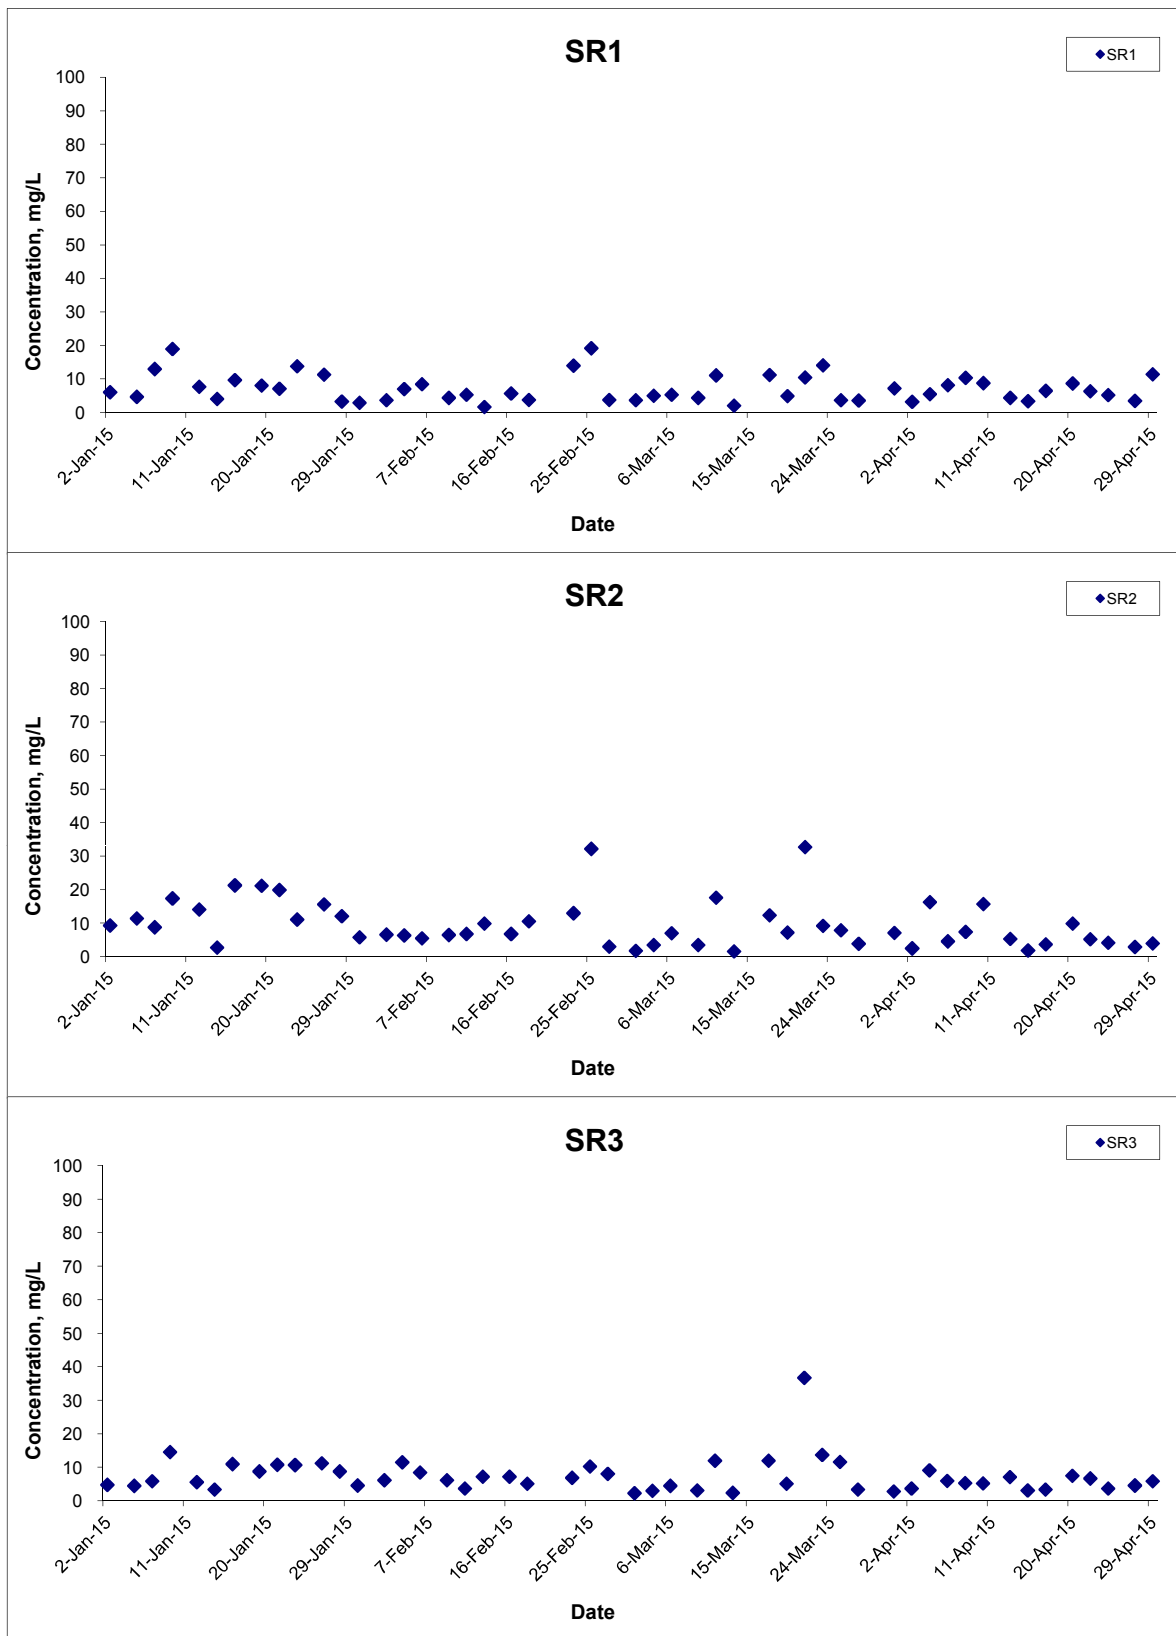 SR1
SR1
100
90
80
70
60
50
40
30
20
10
0
Concentration, mg/L
2-Jan-15
11-Jan-15
20-Jan-15
29-Jan-15
7-Feb-15
16-Feb-15
25-Feb-15
6-Mar-15
15-Mar-15
24-Mar-15
2-Apr-15
11-Apr-15
20-Apr-15
29-Apr-15
Date
SR2
SR2
100
90
80
70
60
50
40
30
20
10
0
Concentration, mg/L
2-Jan-15
11-Jan-15
20-Jan-15
29-Jan-15
7-Feb-15
16-Feb-15
25-Feb-15
6-Mar-15
15-Mar-15
24-Mar-15
2-Apr-15
11-Apr-15
20-Apr-15
29-Apr-15
Date
SR3
SR3
100
90
80
70
60
50
40
30
20
10
0
Concentration, mg/L
2-Jan-15
11-Jan-15
20-Jan-15
29-Jan-15
7-Feb-15
16-Feb-15
25-Feb-15
6-Mar-15
15-Mar-15
24-Mar-15
2-Apr-15
11-Apr-15
20-Apr-15
29-Apr-15
Date